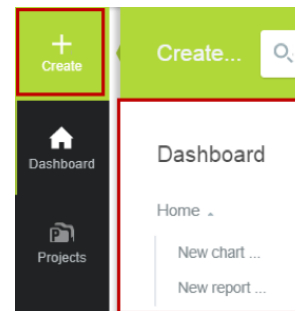 Create
Create...
Dashboard
Dashboard
Home
Projects
New chart ...
New report ...